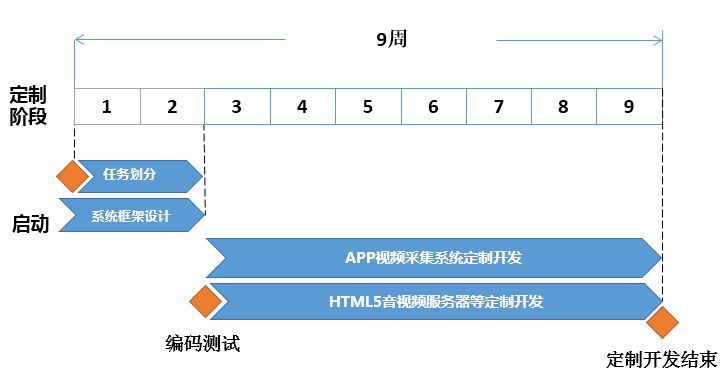 9周
定制
阶段
1 2 3 4 5 6 7 8 9
任务划分
启动
系统框架设计
APP视频采集系统定制开发
HTML5音视频服务器等定制开发
编码测试
定制开发结束